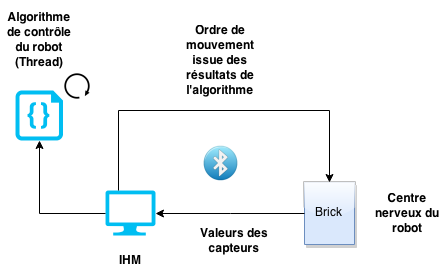 Algorithme
de contrôle
du robot
(Thread)
Ordre de
mouvement
issue des
résultats de
l'algorithme
{}
Brick
Centre
nerveux du
robot
Valeurs des
capteurs
IHM